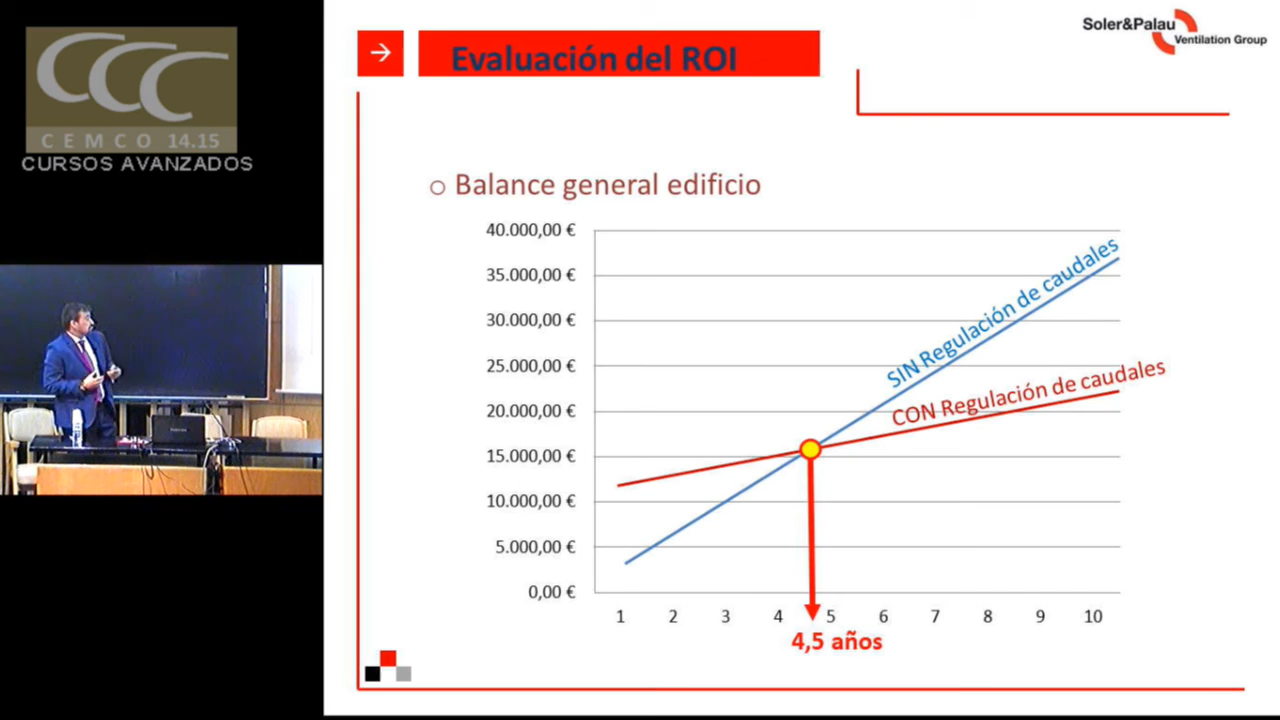 CCC
CEMCO 14.15
CURSOS AVANZADOS
→ Evaluación del ROI
Soler&Palau
Ventilation Group
o Balance general edificio
40.000,00 €
35.000,00 €
30.000,00 €
25.000,00 €
20.000,00 €
15.000,00 €
10.000,00 €
5.000,00 €
0,00 €
SIN Regulación de caudales
CON Regulación de caudales
1 2 3 4 5 6 7 8 9 10
4,5 años